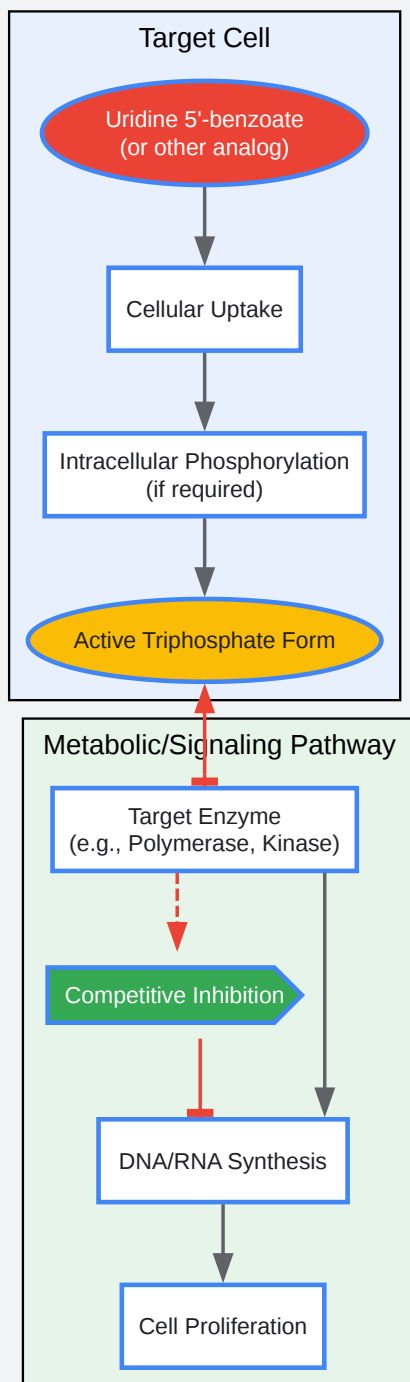 Target Cell
Uridine 5'-benzoate
(or other analog)
Cellular Uptake
Intracellular Phosphorylation
(if required)
Active Triphosphate Form
Metabolic/Signaling Pathway
Target Enzyme
(e.g., Polymerase, Kinase)
Competitive Inhibition
DNA/RNA Synthesis
Cell Proliferation